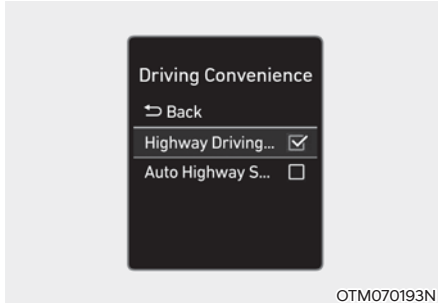 Driving Convenience
Back
Highway Driving...
Auto Highway S...
OTM070193N